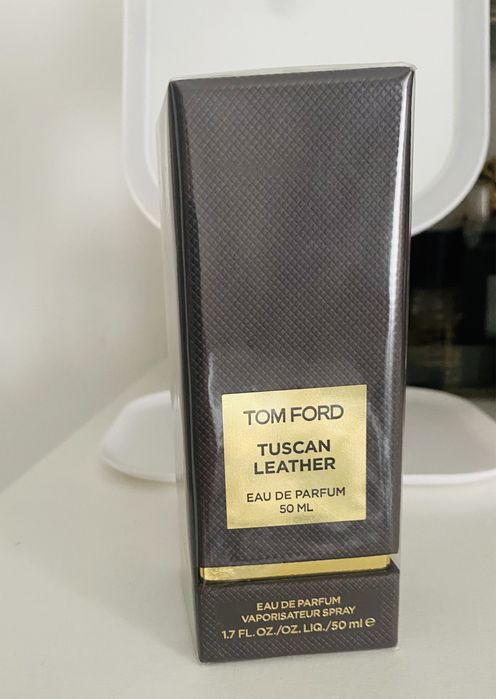 TOM FORD
TUSCAN
LEATHER
EAU DE PARFUM
50 ML
EAU DE PARFUM
VAPORISATEUR SPRAY
1.7 FL.OZ./OZ. LIQ./50 ml e